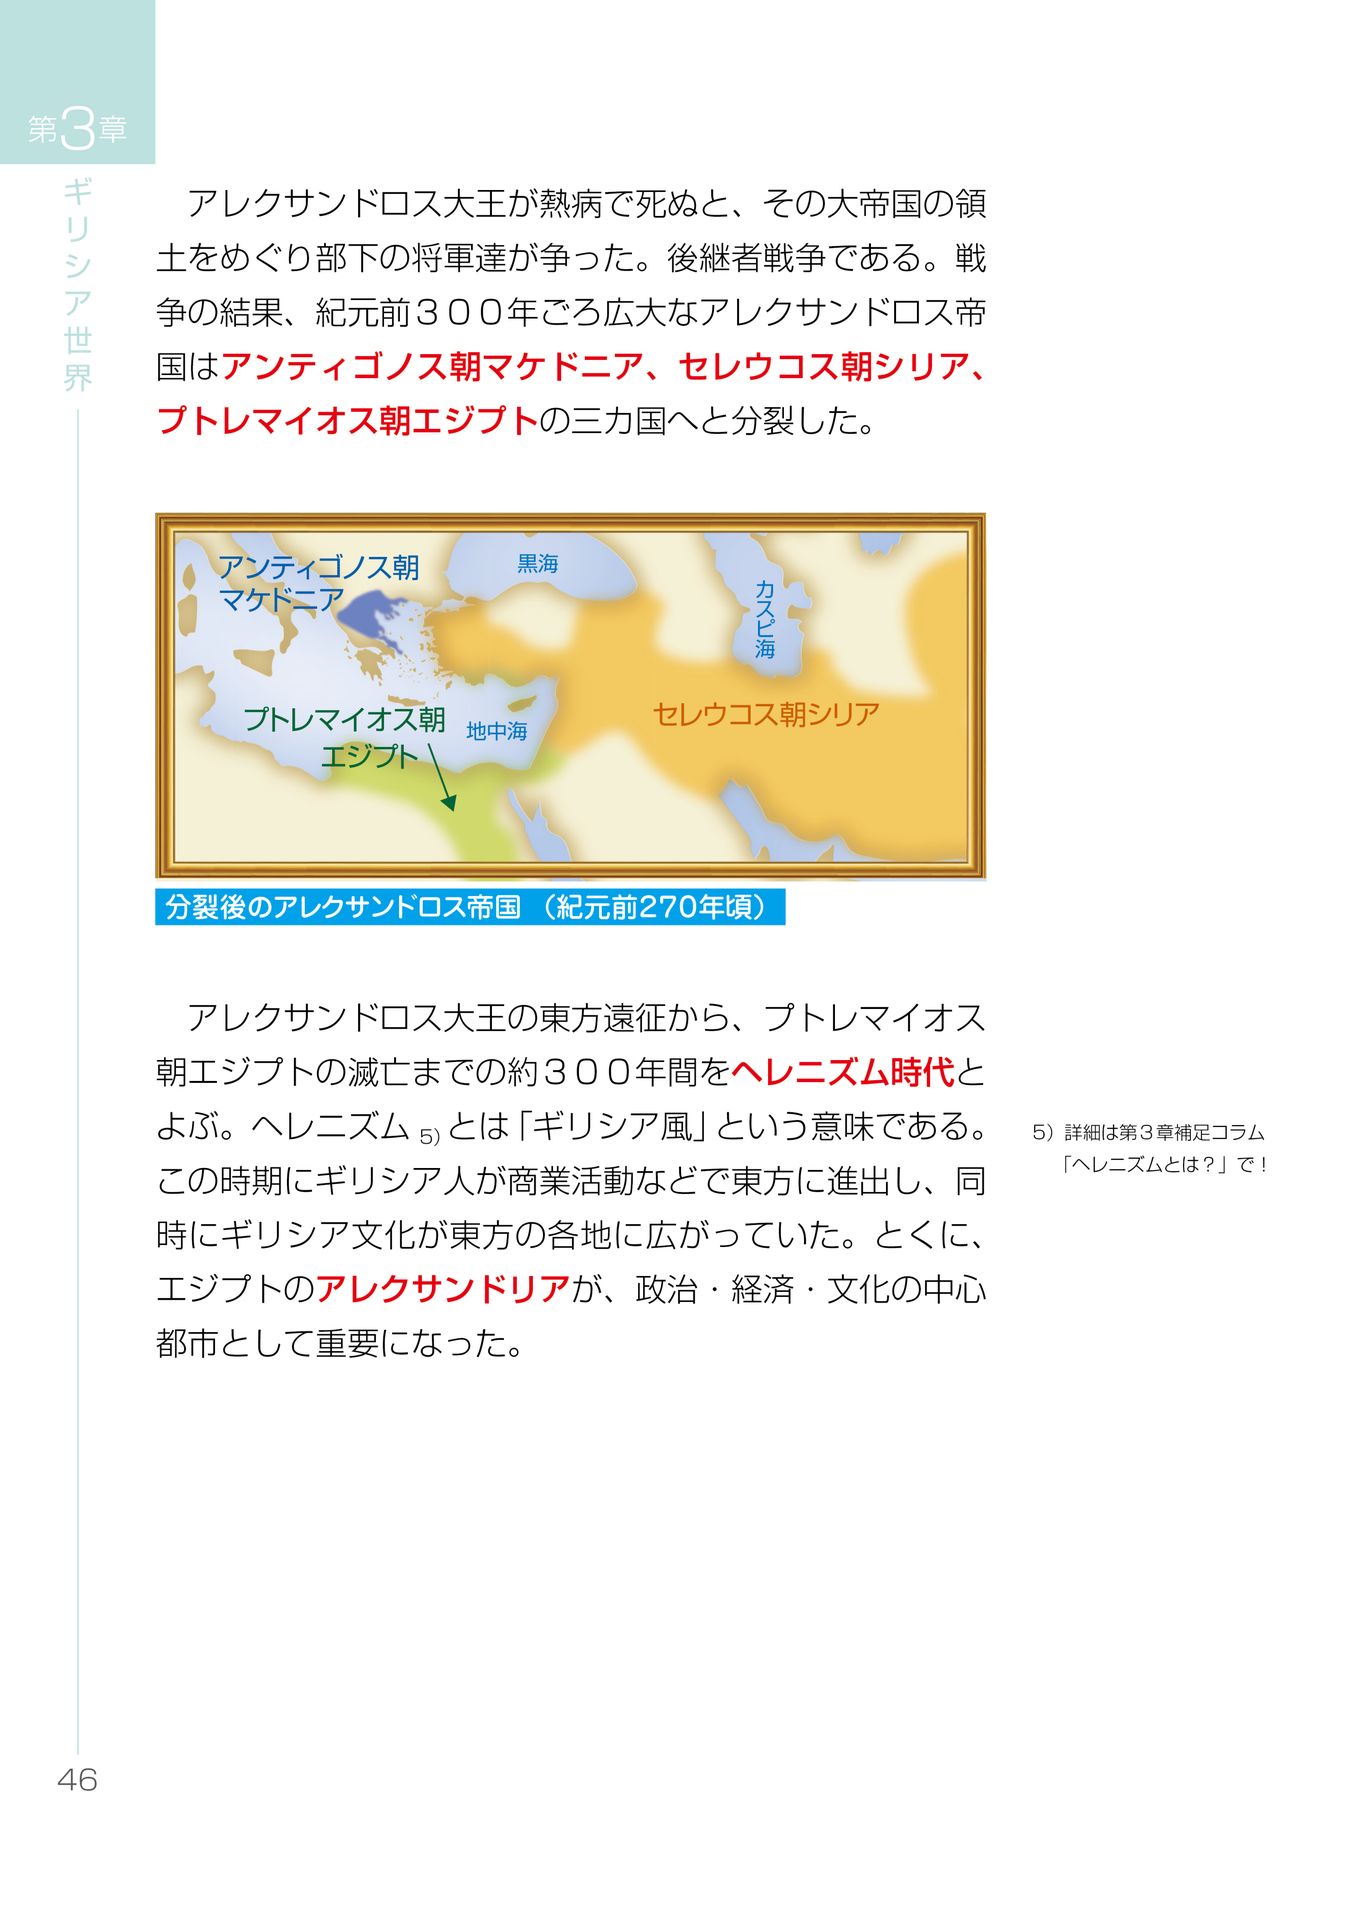 第3章
ギリシア世界
　アレクサンドロス大王が熱病で死ぬと、その大帝国の領
土をめぐり部下の将軍達が争った。後継者戦争である。戦
争の結果、紀元前３００年ごろ広大なアレクサンドロス帝
国はアンティゴノス朝マケドニア、セレウコス朝シリア、
プトレマイオス朝エジプトの三カ国へと分裂した。
アンティゴノス朝
マケドニア
黒海
カスピ海
プトレマイオス朝
エジプト
地中海
セレウコス朝シリア
分裂後のアレクサンドロス帝国 （紀元前270年頃）
　アレクサンドロス大王の東方遠征から、プトレマイオス
朝エジプトの滅亡までの約３００年間をヘレニズム時代と
よぶ。ヘレニズム 5) とは「ギリシア風」という意味である。
この時期にギリシア人が商業活動などで東方に進出し、同
時にギリシア文化が東方の各地に広がっていた。とくに、
エジプトのアレクサンドリアが、政治・経済・文化の中心
都市として重要になった。
5）詳細は第３章補足コラム
「ヘレニズムとは？」で！
46